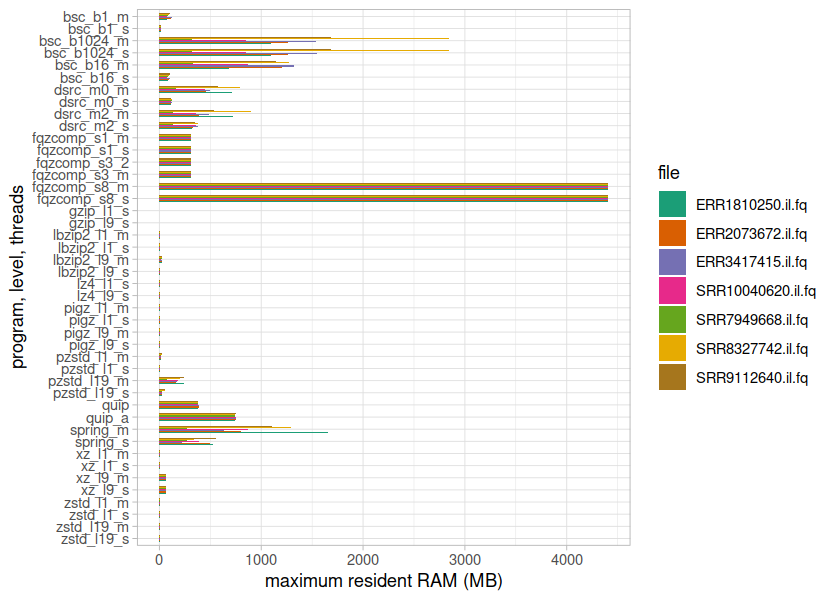 bsc_b1_m
bsc_b1_s
bsc_b1024_m
bsc_b1024_s
bsc_b16_m
bsc_b16_s
dsrc_m0_m
dsrc_m0_s
dsrc_m2_m
dsrc_m2_s
fqzcomp_s1_m
fqzcomp_s1_s
fqzcomp_s3_2
fqzcomp_s3_m
fqzcomp_s8_m
fqzcomp_s8_s
gzip_l1_s
gzip_l9_s
lbzip2_l1_m
lbzip2_l1_s
lbzip2_l9_m
lbzip2_l9_s
lz4_l1_s
lz4_l9_s
pigz_l1_m
pigz_l1_s
pigz_l9_m
pigz_l9_s
pzstd_l1_m
pzstd_l1_s
pzstd_l19_m
pzstd_l19_s
quip
quip_a
spring_m
spring_s
xz_l1_m
xz_l1_s
xz_l9_m
xz_l9_s
zstd_l1_m
zstd_l1_s
zstd_l19_m
zstd_l19_s
program, level, threads
0 1000 2000 3000 4000
maximum resident RAM (MB)
file
ERR1810250.il.fq
ERR2073672.il.fq
ERR3417415.il.fq
SRR10040620.il.fq
SRR7949668.il.fq
SRR8327742.il.fq
SRR9112640.il.fq